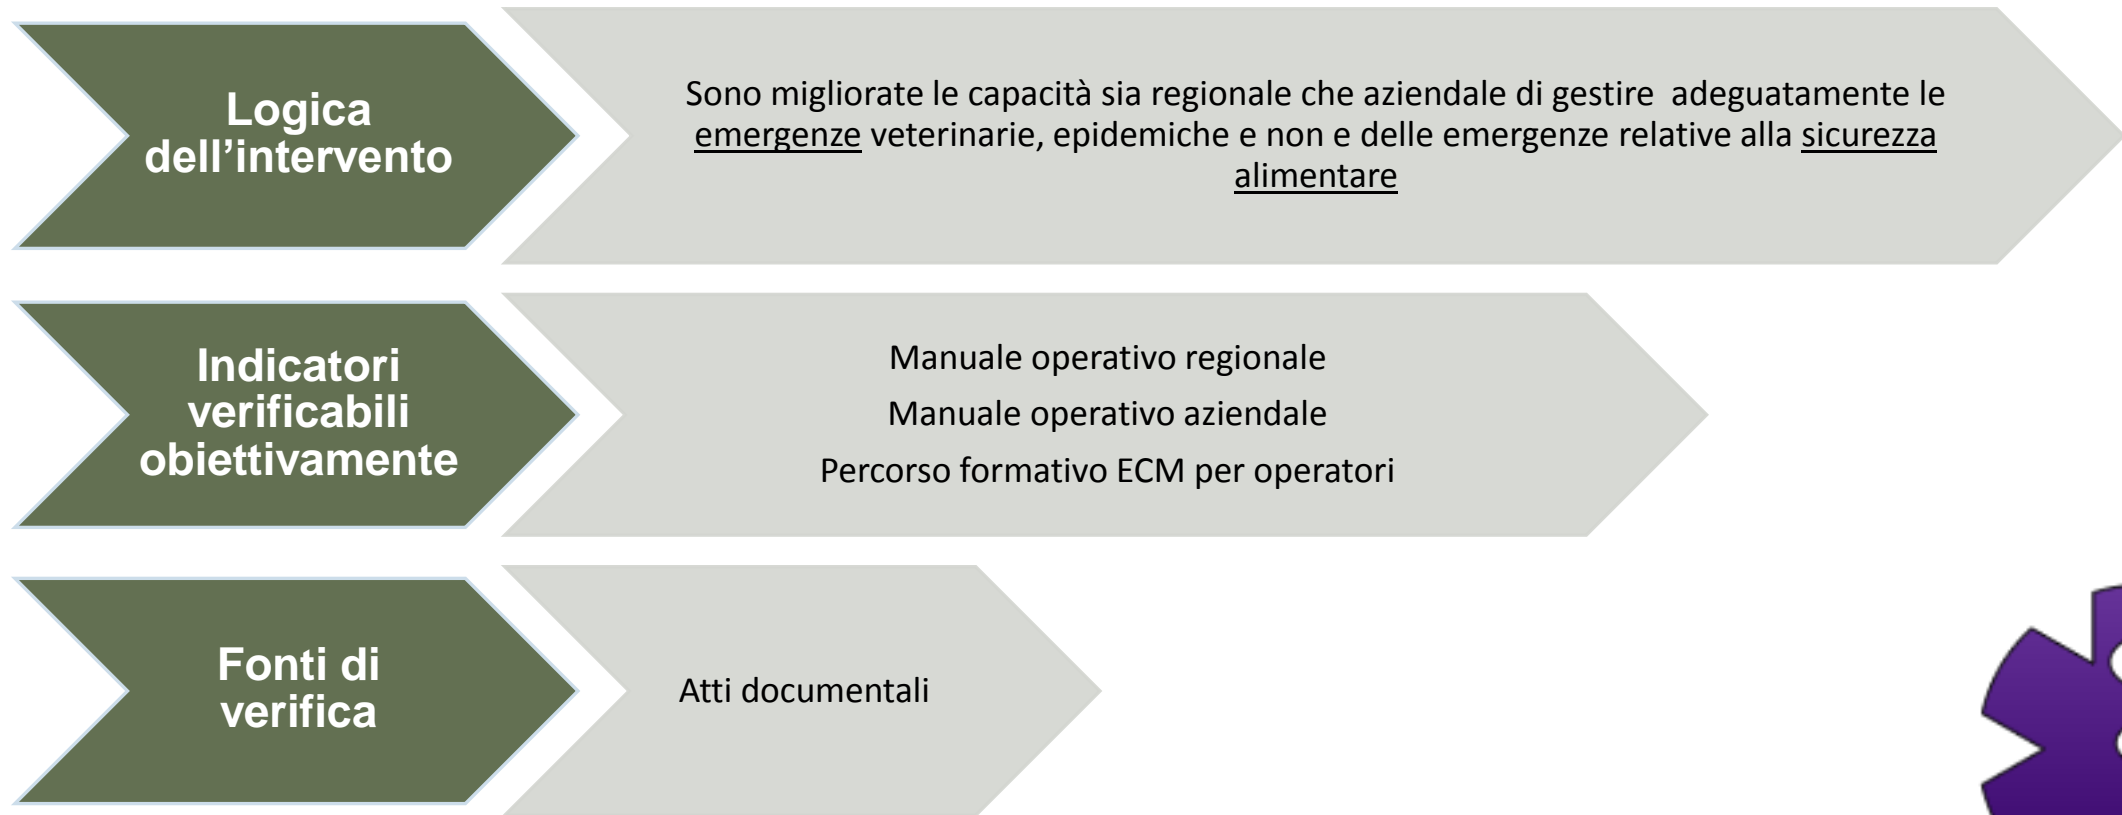 Logica
dell’intervento
Sono migliorate le capacità sia regionale che aziendale di gestire  adeguatamente le
emergenze veterinarie, epidemiche e non e delle emergenze relative alla sicurezza
alimentare
Indicatori
verificabili
obiettivamente
Manuale operativo regionale
Manuale operativo aziendale
Percorso formativo ECM per operatori
Fonti di
verifica
Atti documentali